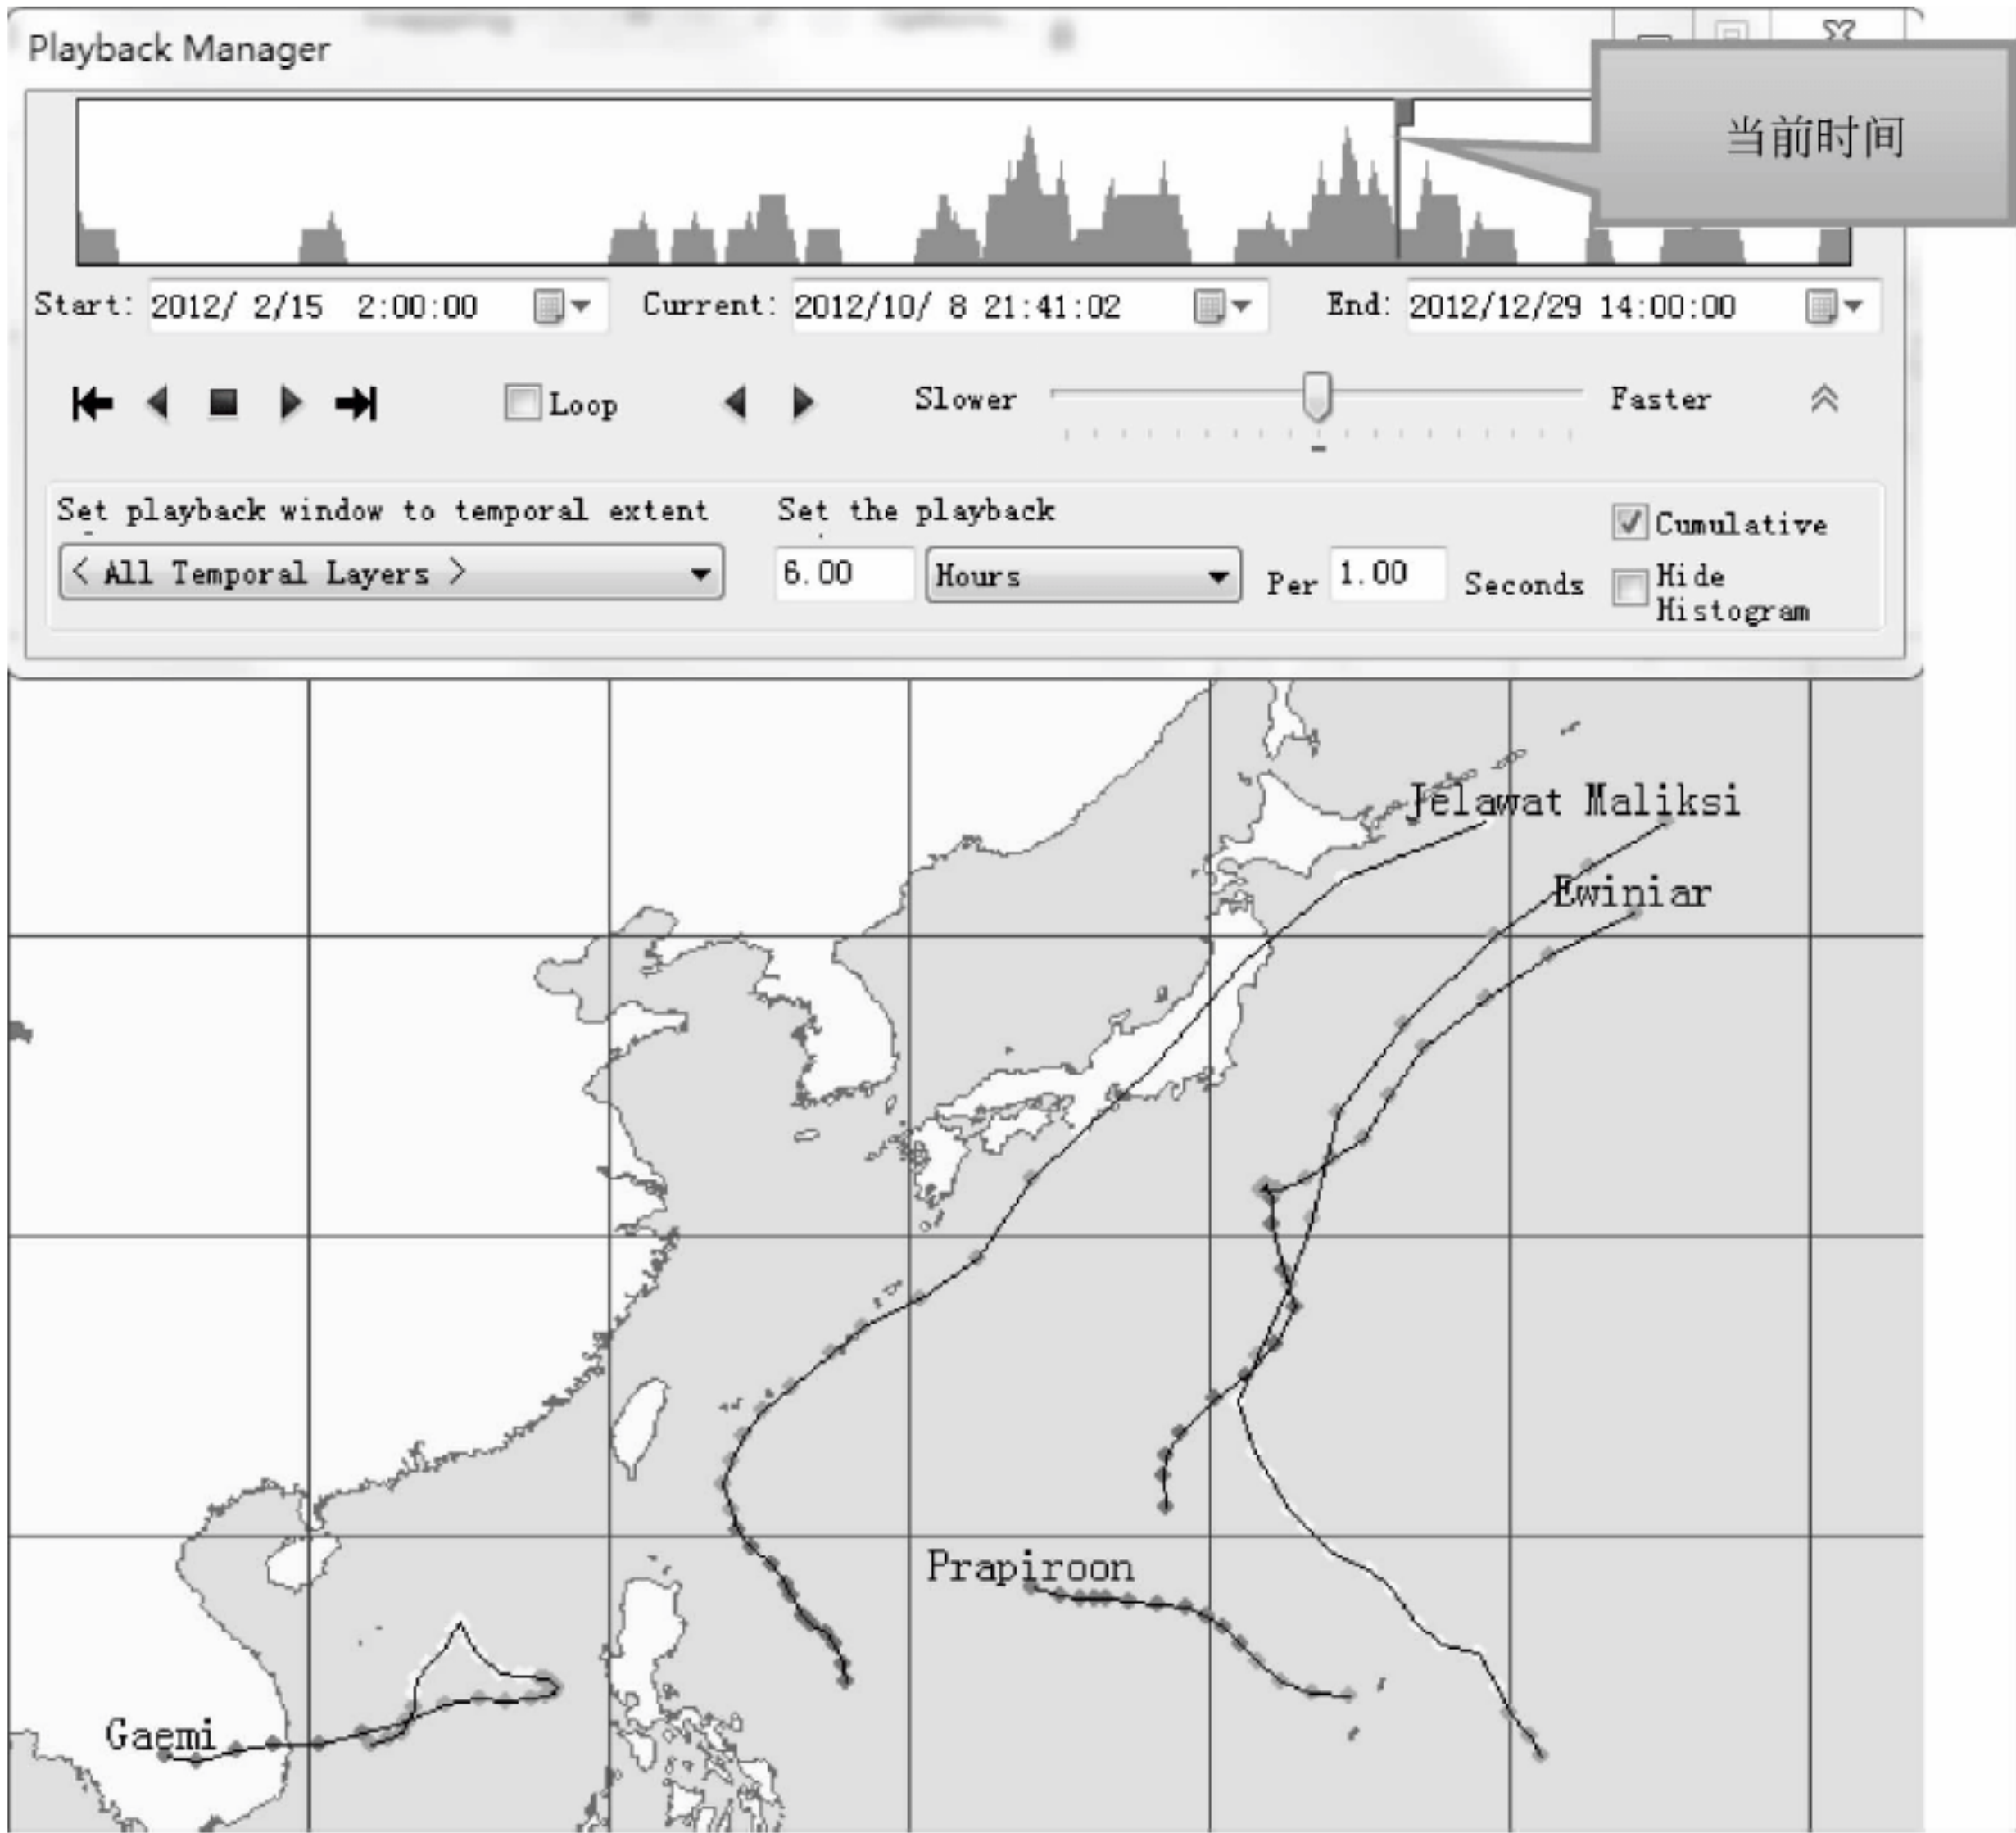 Playback Manager
当前时间
Start: 2012/ 2/15 2:00:00 Current: 2012/10/ 8 21:41:02 End: 2012/12/29 14:00:00
Loop Slower Faster
Set playback window to temporal extent Set the playback
Cumulative
< All Temporal Layers > 6.00 Hours Per 1.00 Seconds
Hide
Histogram
Jelawat Maliksi
Ewiniar
Prapiroon
Gaemi